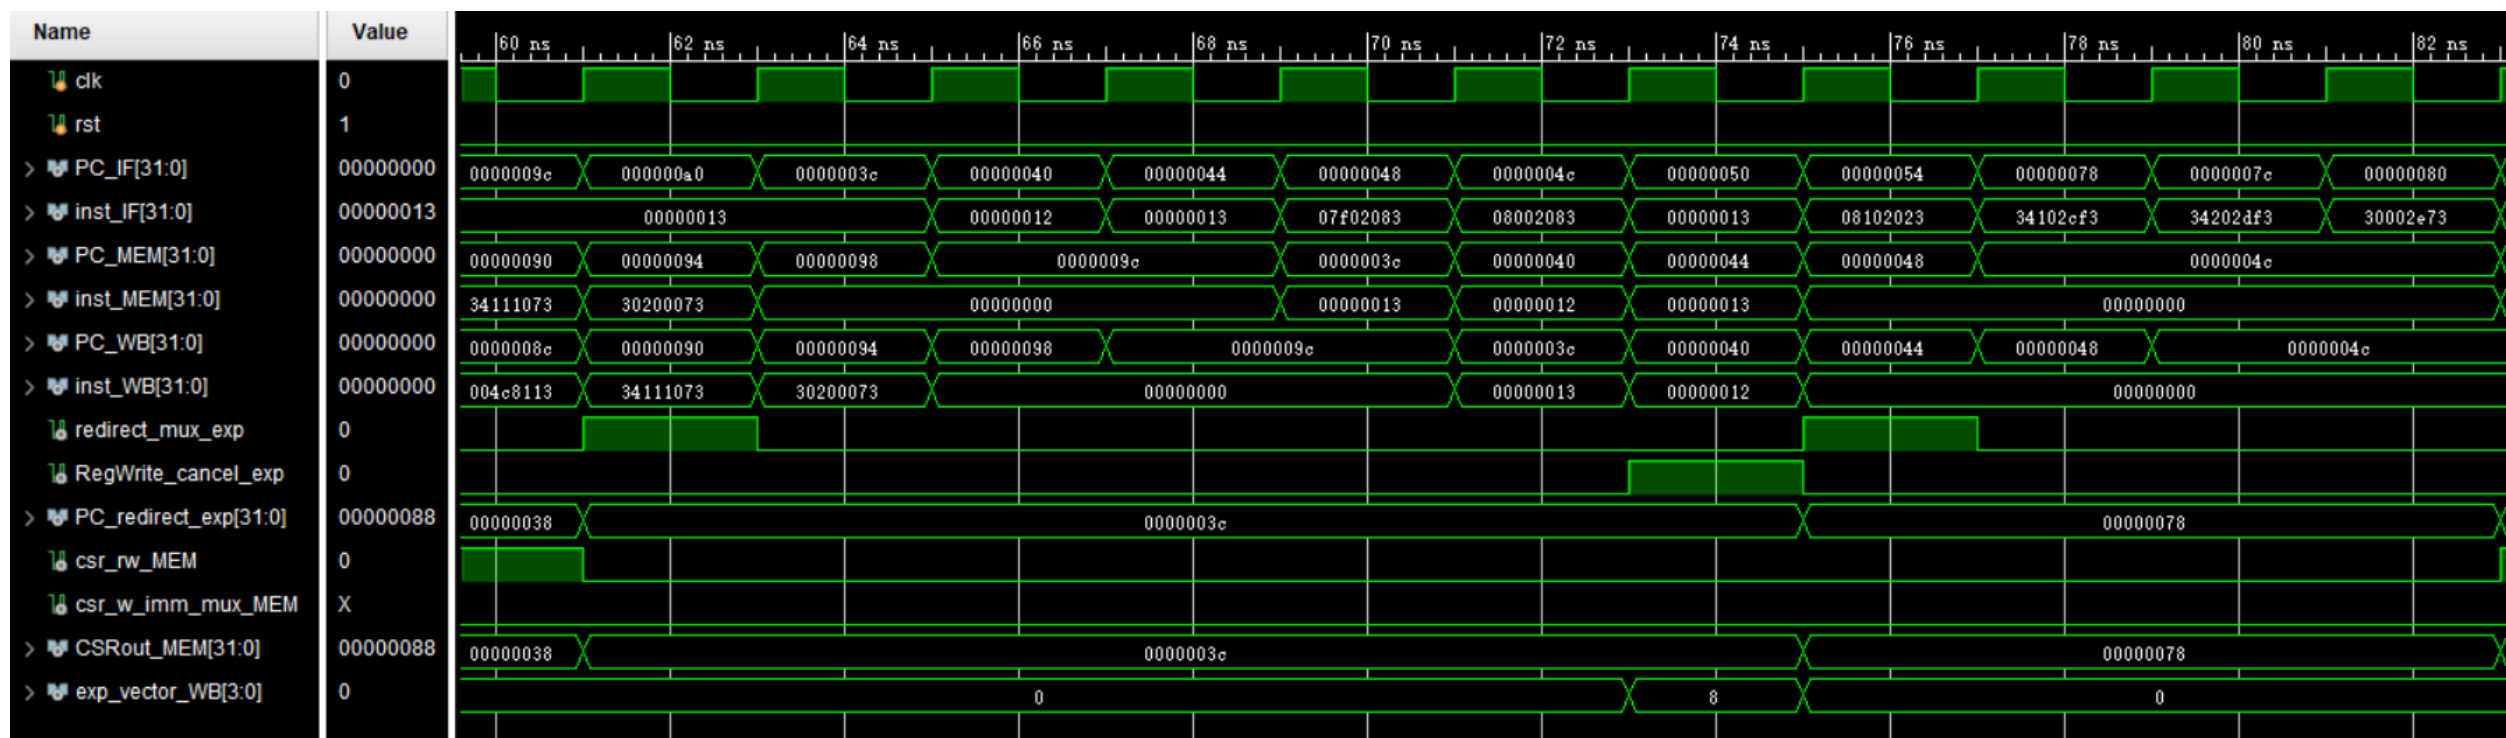 Name Value 60 ns 62 ns 64 ns 66 ns 68 ns 70 ns 72 ns 74 ns 76 ns 78 ns 80 ns 82 ns
clk 0
rst 1
PC_IF[31:0] 00000000 0000009c 000000a0 0000003c 00000040 00000044 00000048 0000004c 00000050 00000054 00000078 0000007c 00000080
inst_IF[31:0] 00000013 00000013 00000012 00000013 07f02083 08002083 00000013 08102023 34102cf3 34202df3 30002e73
PC_MEM[31:0] 00000000 00000090 00000094 00000098 0000009c 0000003c 00000040 00000044 00000048 0000004c
inst_MEM[31:0] 00000000 34111073 30200073 00000000 00000013 00000012 00000013 00000000
PC_WB[31:0] 00000000 0000008c 00000090 00000094 00000098 0000009c 0000003c 00000040 00000044 00000048 0000004c
inst_WB[31:0] 00000000 004c8113 34111073 30200073 00000000 00000013 00000012 00000000
redirect_mux_exp 0
RegWrite_cancel_exp 0
PC_redirect_exp[31:0] 00000088 00000038 0000003c 00000078
csr_rw_MEM 0
csr_w_imm_mux_MEM X
CSRout_MEM[31:0] 00000088 00000038 0000003c 00000078
exp_vector_WB[3:0] 0 0 8 0